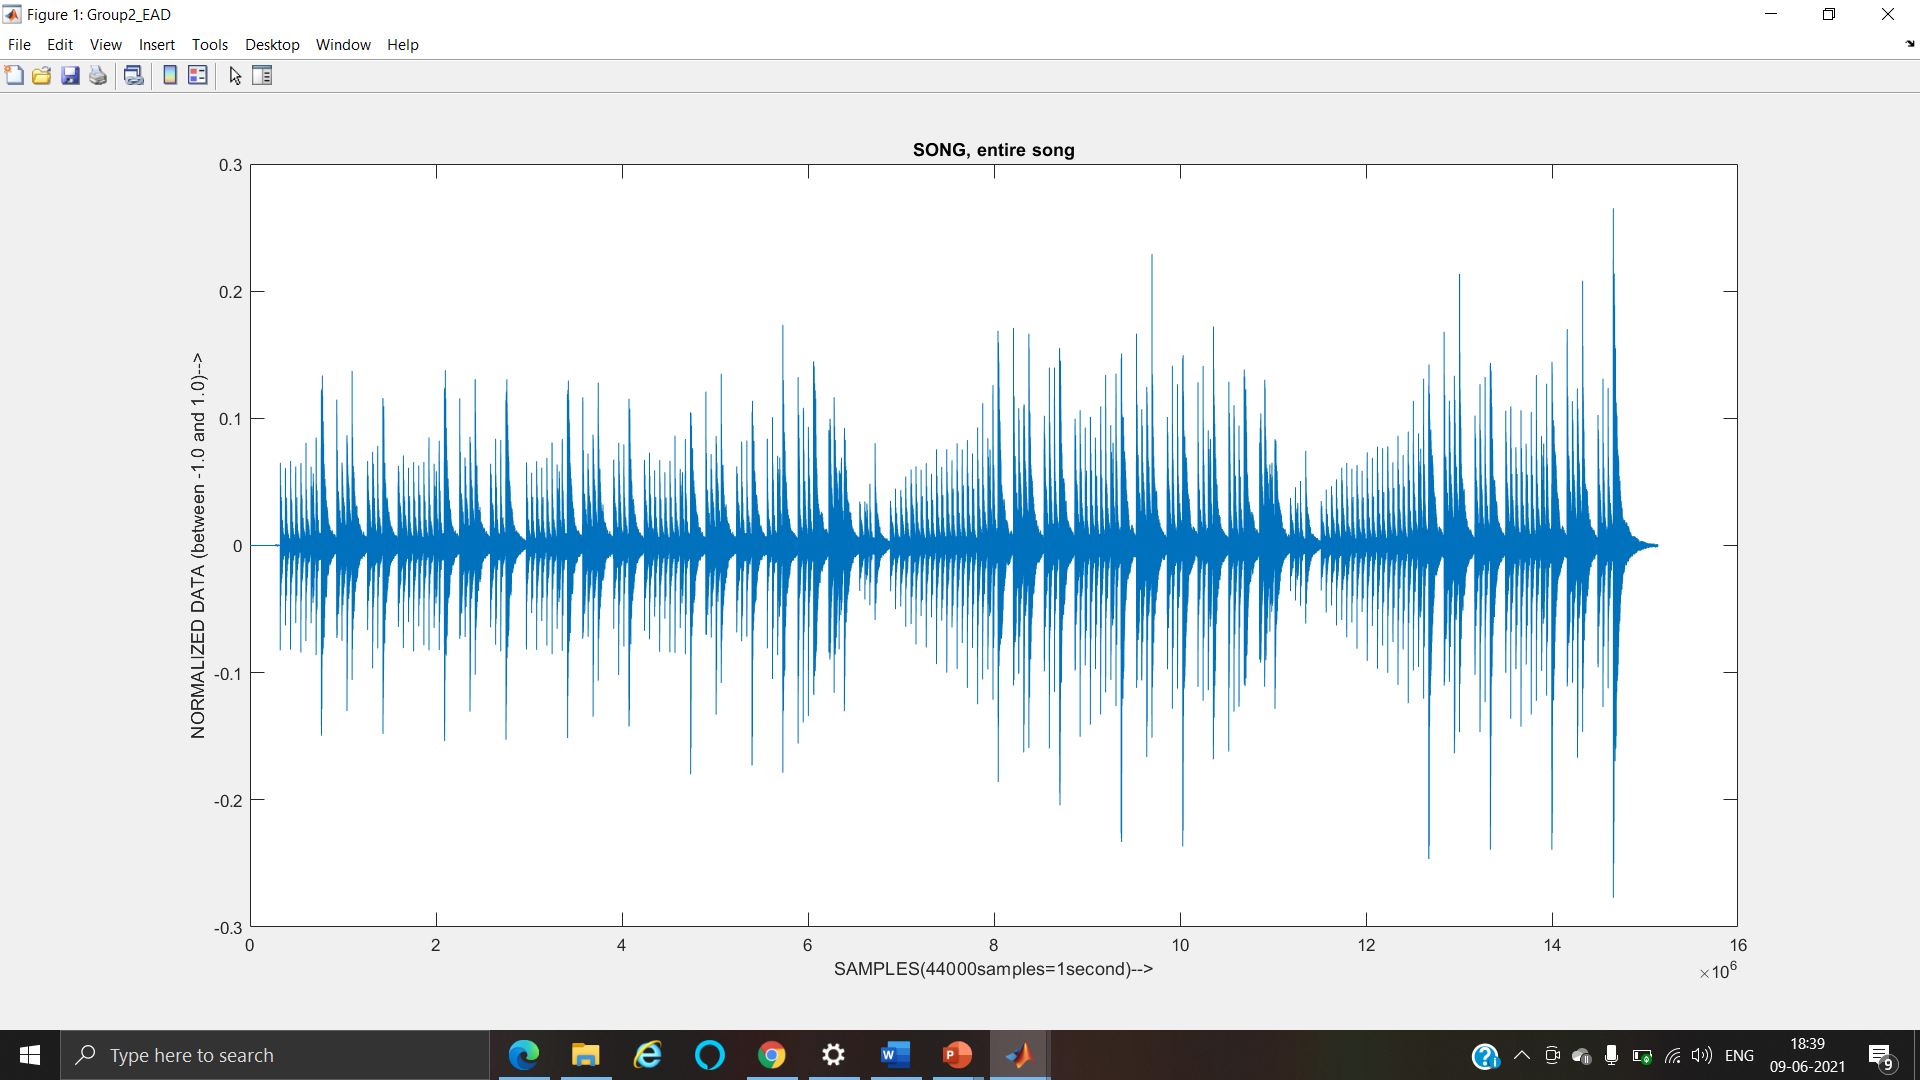 Figure 1: Group2_EAD
File Edit View Insert Tools Desktop Window Help
SONG, entire song
0.3
0.2
0.1
0
-0.1
-0.2
-0.3
NORMALIZED DATA (between -1.0 and 1.0)-->
0 2 4 6 8 10 12 14 16
SAMPLES(44000samples=1second)-->
×10⁶
Type here to search
W
P
ENG
18:39
09-06-2021
9